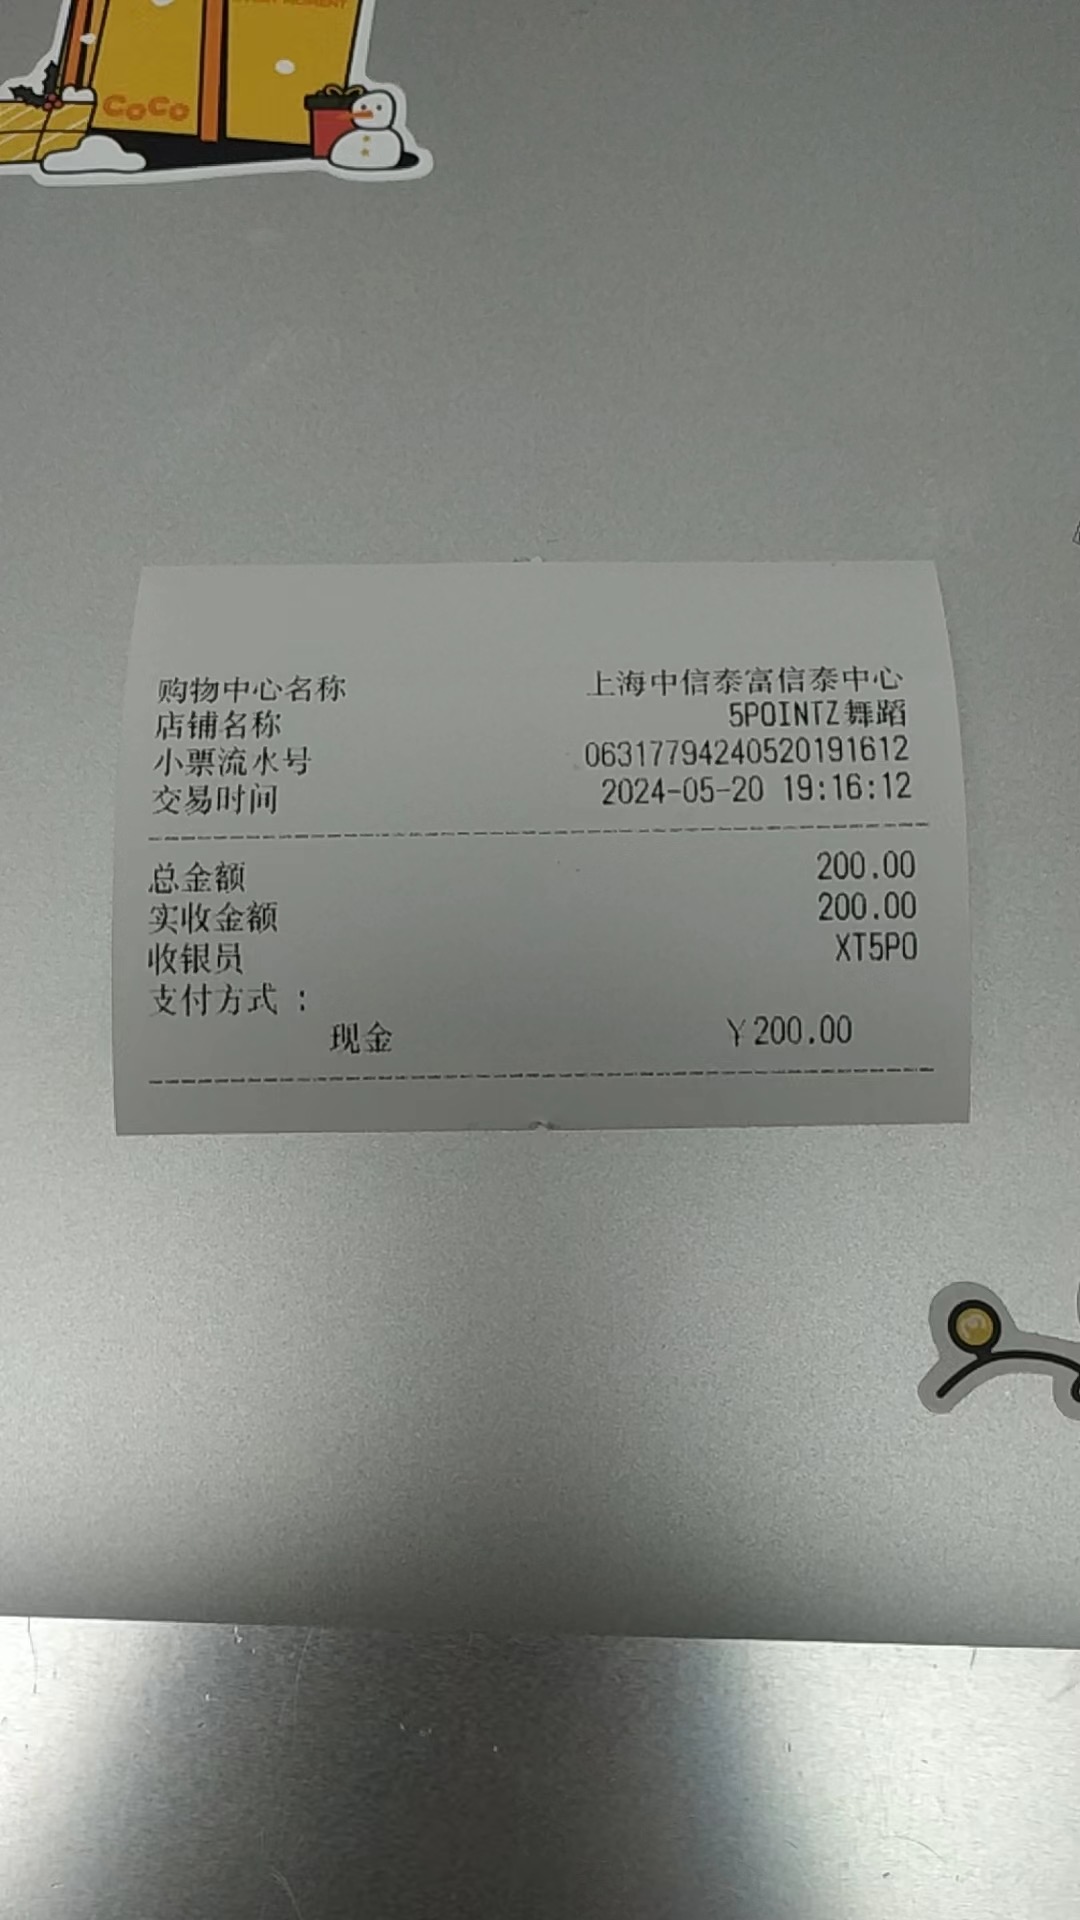 CoCo
购物中心名称 上海中信泰富信泰中心
店铺名称 5POINTZ舞蹈
小票流水号 06317794240520191612
交易时间 2024-05-20 19:16:12
总金额 200.00
实收金额 200.00
收银员 XT5PO
支付方式 :
现金 ¥200.00